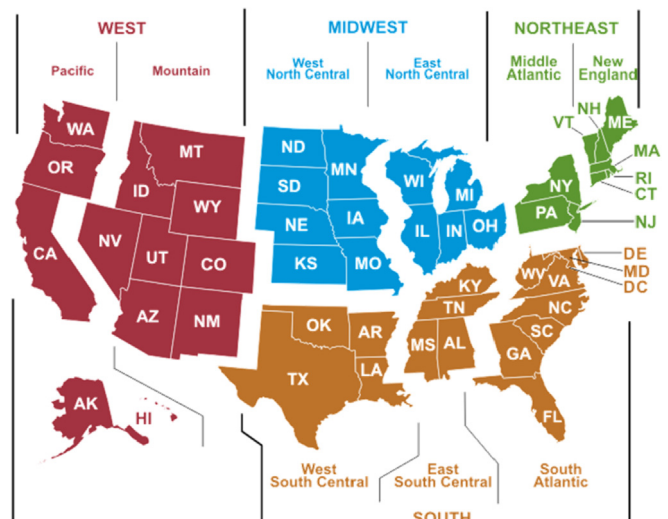 WEST
MIDWEST
NORTHEAST
Pacific
Mountain
West
North Central
East
North Central
Middle
Atlantic
New
England
WA
OR
CA
MT
ID
WY
NV
UT
CO
AZ
NM
AK
HI
ND
SD
NE
KS
MN
IA
MO
WI
MI
IL
IN
OH
VT
NH
ME
MA
RI
CT
NY
PA
NJ
DE
MD
DC
WV
VA
KY
TN
NC
SC
GA
FL
OK
AR
TX
LA
MS
AL
West
South Central
East
South Central
South
Atlantic
SOUTH